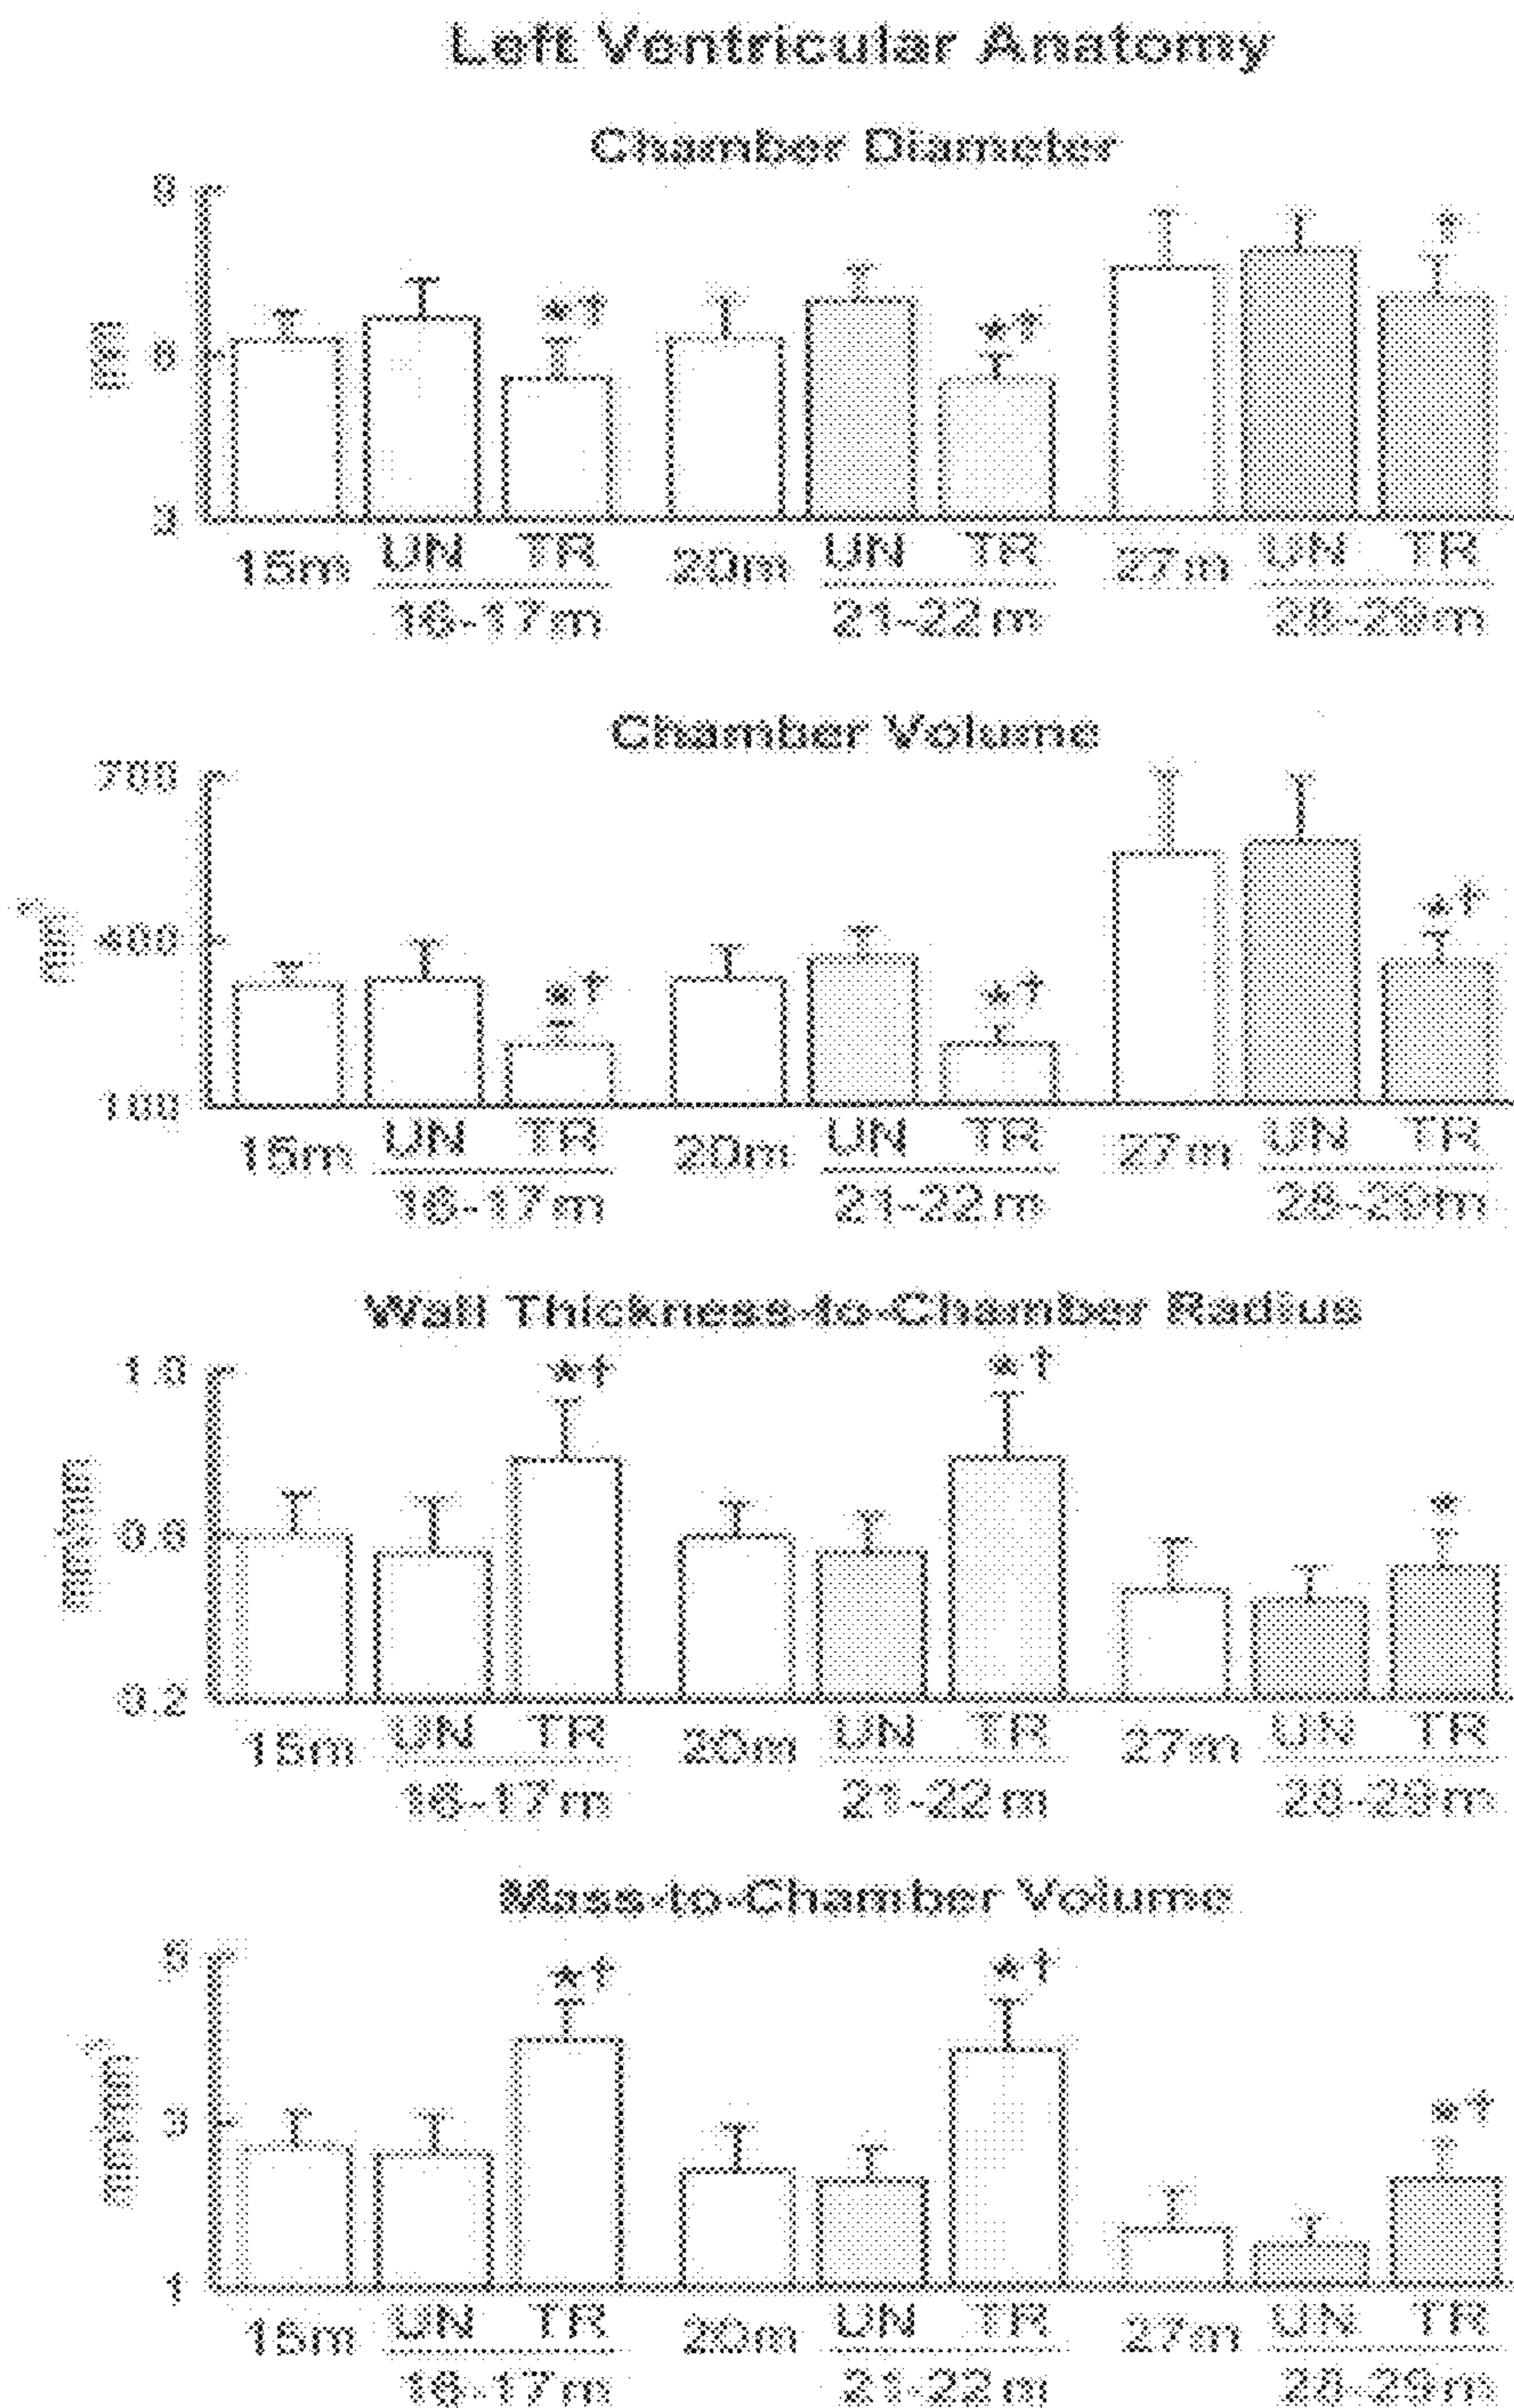 Left Ventricular Anatomy
Chamber Diameter
9
*† *† †
mm
6
3
15m UN TR 20m UN TR 27m UN TR
16-17m 21-22m 28-29m
Chamber Volume
700
mm³
400
*† *† *†
100
15m UN TR 20m UN TR 27m UN TR
16-17m 21-22m 28-29m
Wall Thickness-to-Chamber Radius
1.0
*† *† *
mm/mm
0.6
0.2
15m UN TR 20m UN TR 27m UN TR
16-17m 21-22m 28-29m
Mass-to-Chamber Volume
5
*† *† *†
3
1
15m UN TR 20m UN TR 27m UN TR
16-17m 21-22m 28-29m